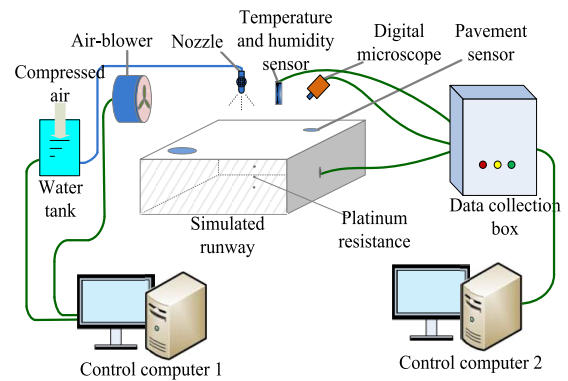 Air-blower
Nozzle
Temperature
and humidity
sensor
Digital
microscope
Pavement
sensor
Compressed
air
Water
tank
Simulated
runway
Platinum
resistance
Data collection
box
Control computer 1
Control computer 2